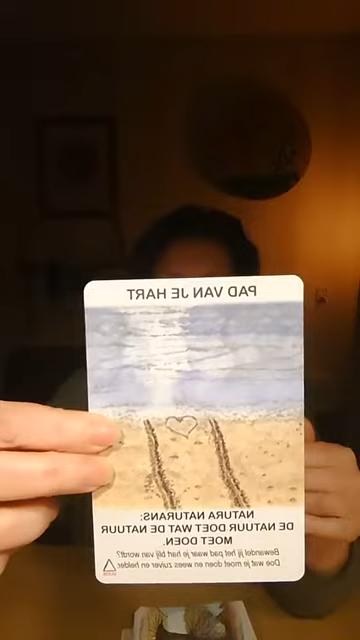 PAD VAN JE HART
NATURA NATURANS:
DE NATUUR DOET WAT DE NATUUR
MOET DOEN.
Bewandel jij het pad waar je hart blij van wordt?
Doe wat je moet doen en wees zuiver en helder.